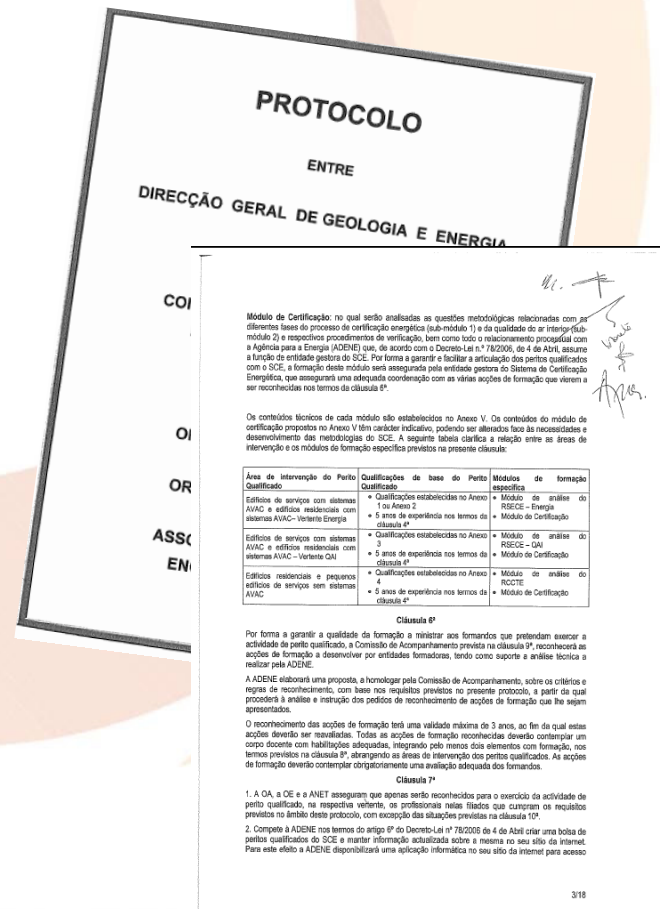 PROTOCOLO
ENTRE
DIRECÇÃO GERAL DE GEOLOGIA E ENERGIA
Módulo de Certificação: no qual serão analisadas as questões metodológicas relacionadas com as
diferentes fases do processo de certificação energética (sub-módulo 1) e da qualidade do ar interior (sub-
módulo 2) e respectivos procedimentos de verificação, bem como todo o relacionamento processual com
a Agência para a Energia (ADENE) que, de acordo com o Decreto-Lei n.º 78/2006, de 4 de Abril, assume
a função de entidade gestora do SCE. Por forma a garantir e facilitar a articulação dos peritos qualificados
com o SCE, a formação deste módulo será assegurada pela entidade gestora do Sistema de Certificação
Energética, que assegurará uma adequada coordenação com as várias acções de formação que vierem a
ser reconhecidas nos termos da cláusula 6ª.
Os conteúdos técnicos de cada módulo são estabelecidos no Anexo V. Os conteúdos do módulo de
certificação propostos no Anexo V têm carácter indicativo, podendo ser alterados face às necessidades e
desenvolvimento das metodologias do SCE. A seguinte tabela clarifica a relação entre as áreas de
intervenção e os módulos de formação específica previstos na presente cláusula:
Área de intervenção do Perito Qualificado
Qualificações de base do Perito Qualificado
Módulos de formação específica
Edifícios de serviços com sistemas
AVAC e edifícios residenciais com
sistemas AVAC– Vertente Energia
• Qualificações estabelecidas no Anexo
1 ou Anexo 2
• 5 anos de experiência nos termos da
cláusula 4ª
• Módulo de análise do
RSECE – Energia
• Módulo de Certificação
Edifícios de serviços com sistemas
AVAC e edifícios residenciais com
sistemas AVAC – Vertente QAI
• Qualificações estabelecidas no Anexo
3
• 5 anos de experiência nos termos da
cláusula 4ª
• Módulo de análise do
RSECE – QAI
• Módulo de Certificação
Edifícios residenciais e pequenos
edifícios de serviços sem sistemas
AVAC
• Qualificações estabelecidas no Anexo
4
• 5 anos de experiência nos termos da
cláusula 4ª
• Módulo de análise do
RCCTE
• Módulo de Certificação
Cláusula 6ª
Por forma a garantir a qualidade da formação a ministrar aos formandos que pretendam exercer a
actividade de perito qualificado, a Comissão de Acompanhamento prevista na cláusula 9ª, reconhecerá as
acções de formação a desenvolver por entidades formadoras, tendo como suporte a análise técnica a
realizar pela ADENE.
A ADENE elaborará uma proposta, a homologar pela Comissão de Acompanhamento, sobre os critérios e
regras de reconhecimento, com base nos requisitos previstos no presente protocolo, a partir da qual
procederá à análise e instrução dos pedidos de reconhecimento de acções de formação que lhe sejam
apresentados.
O reconhecimento das acções de formação terá uma validade máxima de 3 anos, ao fim da qual estas
acções deverão ser reavaliadas. Todas as acções de formação reconhecidas deverão contemplar um
corpo docente com habilitações adequadas, integrando pelo menos dois elementos com formação, nos
termos previstos na cláusula 8ª, abrangendo as áreas de intervenção dos peritos qualificados. As acções
de formação deverão contemplar obrigatoriamente uma avaliação adequada dos formandos.
Cláusula 7ª
1. A OA, a OE e a ANET asseguram que apenas serão reconhecidos para o exercício da actividade de
perito qualificado, na respectiva vertente, os profissionais nelas filiados que cumpram os requisitos
previstos no âmbito deste protocolo, com excepção das situações previstas na cláusula 10ª.
2. Compete à ADENE nos termos do artigo 6º do Decreto-Lei nº 78/2006 de 4 de Abril criar uma bolsa de
peritos qualificados do SCE e manter informação actualizada sobre a mesma no seu sítio da internet.
Para este efeito a ADENE disponibilizará uma aplicação informática no seu sítio da internet para acesso
3/18